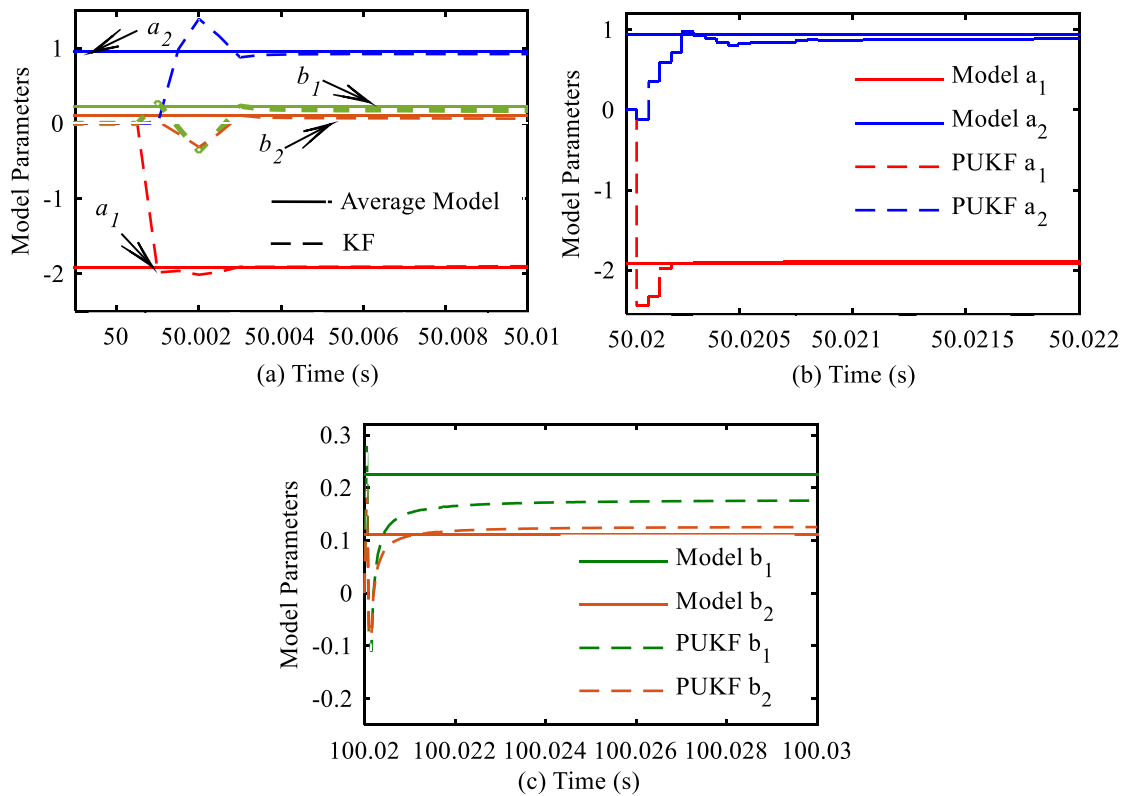 Model Parameters
1
0
-1
-2
a2
b1
b2
a1
Average Model
KF
50
50.002
50.004
50.006
50.008
50.01
(a) Time (s)
Model Parameters
1
0
-1
-2
Model a1
Model a2
PUKF a1
PUKF a2
50.02
50.0205
50.021
50.0215
50.022
(b) Time (s)
Model Parameters
0.3
0.2
0.1
0
-0.1
-0.2
Model b1
Model b2
PUKF b1
PUKF b2
100.02
100.022
100.024
100.026
100.028
100.03
(c) Time (s)